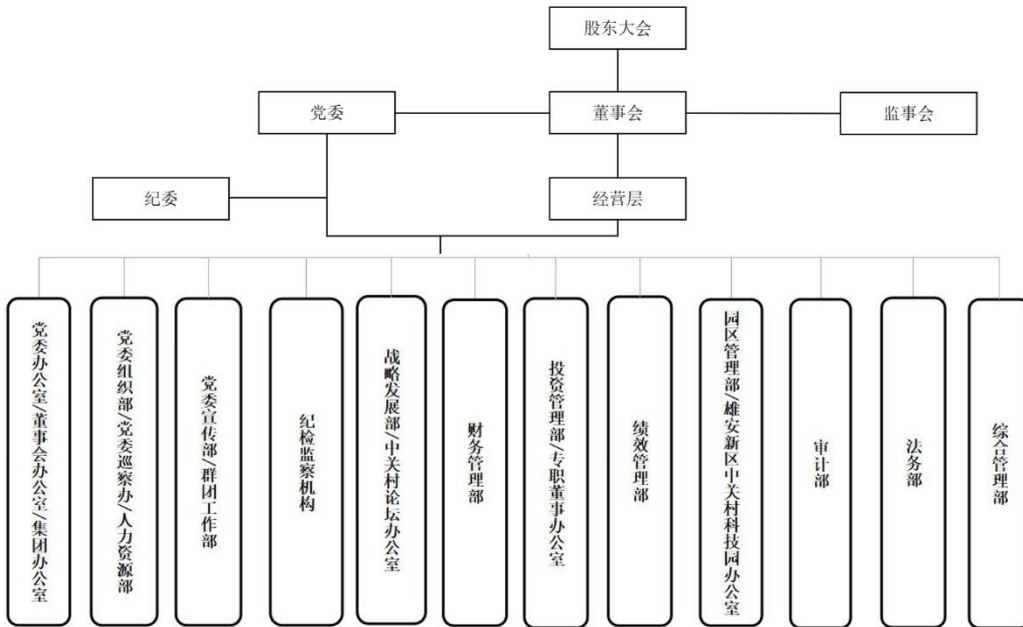 股东大会
党委
董事会
监事会
纪委
经营层
党委办公室/董事会办公室/集团办公室
党委组织部/党委巡察办/人力资源部
党委宣传部/群团工作部
纪检监察机构
战略发展部/中关村论坛办公室
财务管理部
投资管理部/专职董事办公室
绩效管理部
园区管理部/雄安新区中关村科技园办公室
审计部
法务部
综合管理部